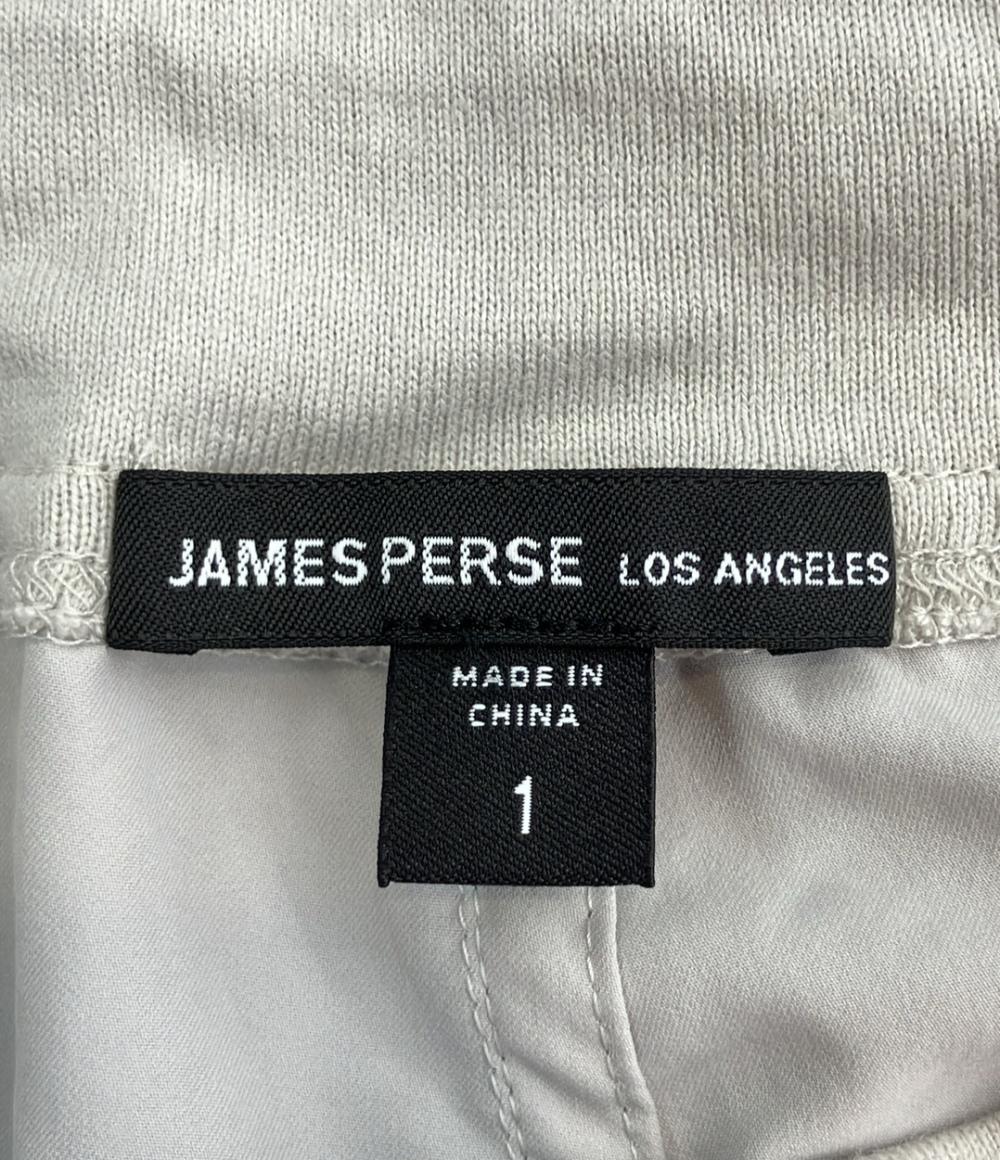 JAMES PERSE LOS ANGELES
MADE IN
CHINA
1